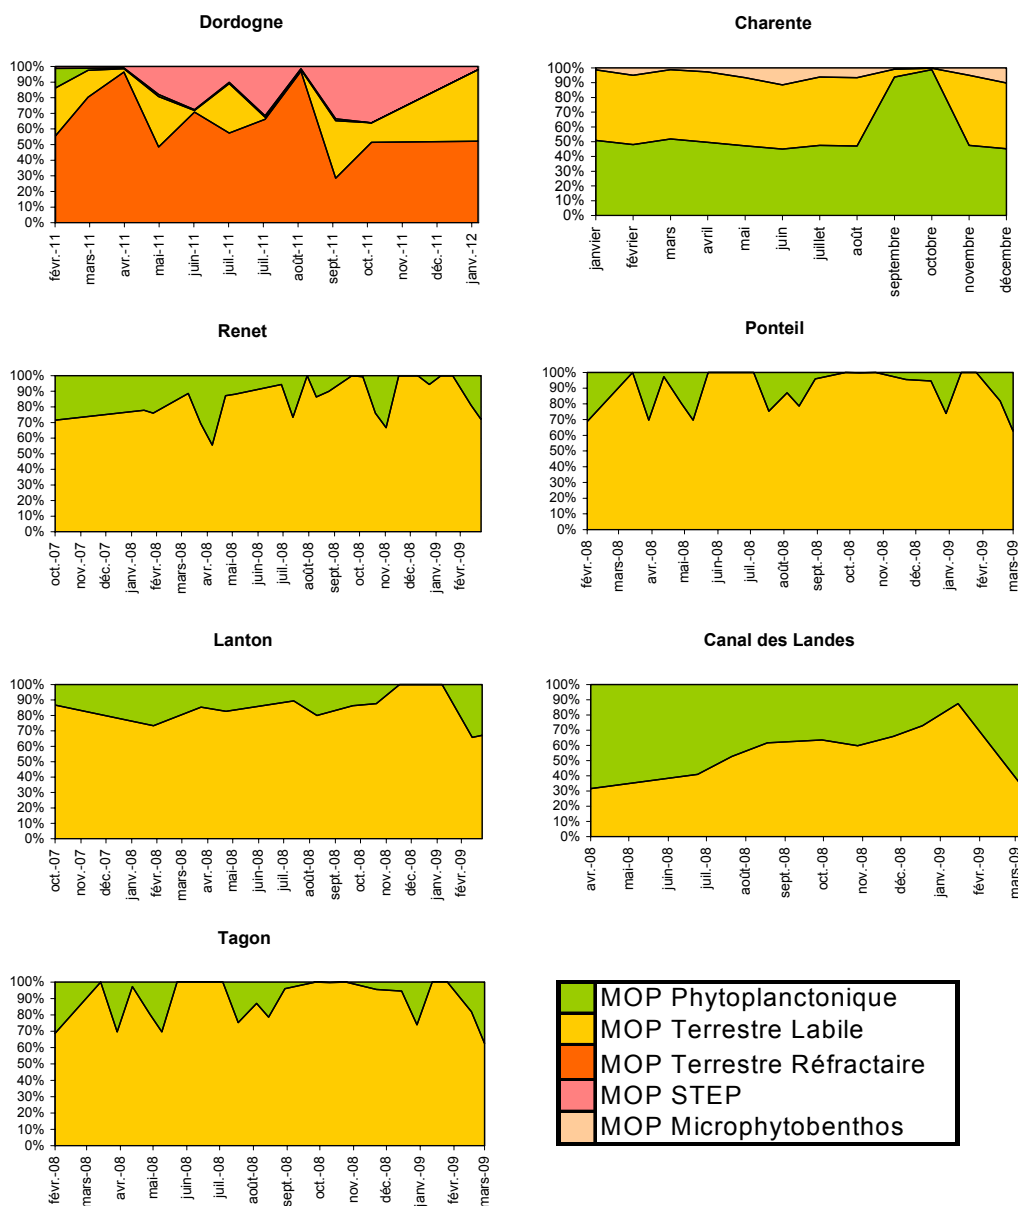 Dordogne
100%
90%
80%
70%
60%
50%
40%
30%
20%
10%
0%
févr.-11
mars-11
avr.-11
mai-11
juin-11
juil.-11
juil.-11
août-11
sept.-11
oct.-11
nov.-11
déc.-11
janv.-12
Charente
100%
90%
80%
70%
60%
50%
40%
30%
20%
10%
0%
janvier
février
mars
avril
mai
juin
juillet
août
septembre
octobre
novembre
décembre
Renet
100%
90%
80%
70%
60%
50%
40%
30%
20%
10%
0%
oct.-07
nov.-07
déc.-07
janv.-08
févr.-08
mars-08
avr.-08
mai-08
juin-08
juil.-08
août-08
sept.-08
oct.-08
nov.-08
déc.-08
janv.-09
févr.-09
Ponteil
100%
90%
80%
70%
60%
50%
40%
30%
20%
10%
0%
févr.-08
mars-08
avr.-08
mai-08
juin-08
juil.-08
août-08
sept.-08
oct.-08
nov.-08
déc.-08
janv.-09
févr.-09
mars-09
Lanton
100%
90%
80%
70%
60%
50%
40%
30%
20%
10%
0%
oct.-07
nov.-07
déc.-07
janv.-08
févr.-08
mars-08
avr.-08
mai-08
juin-08
juil.-08
août-08
sept.-08
oct.-08
nov.-08
déc.-08
janv.-09
févr.-09
Canal des Landes
100%
90%
80%
70%
60%
50%
40%
30%
20%
10%
0%
avr.-08
mai-08
juin-08
juil.-08
août-08
sept.-08
oct.-08
nov.-08
déc.-08
janv.-09
févr.-09
mars-09
Tagon
100%
90%
80%
70%
60%
50%
40%
30%
20%
10%
0%
févr.-08
mars-08
avr.-08
mai-08
juin-08
juil.-08
août-08
sept.-08
oct.-08
nov.-08
déc.-08
janv.-09
févr.-09
mars-09
MOP Phytoplanctonique
MOP Terrestre Labile
MOP Terrestre Réfractaire
MOP STEP
MOP Microphytobenthos